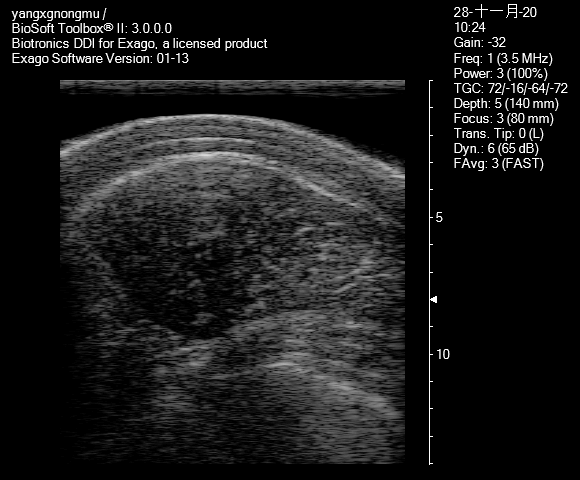 yangxgnongmu /
BioSoft Toolbox® II: 3.0.0.0
Biotronics DDI for Exago, a licensed product
Exago Software Version: 01-13
28-十一月-20
10:24
Gain: -32
Freq: 1 (3.5 MHz)
Power: 3 (100%)
TGC: 72/-16/-64/-72
Depth: 5 (140 mm)
Focus: 3 (80 mm)
Trans. Tip: 0 (L)
Dyn.: 6 (65 dB)
FAvg: 3 (FAST)
5
10